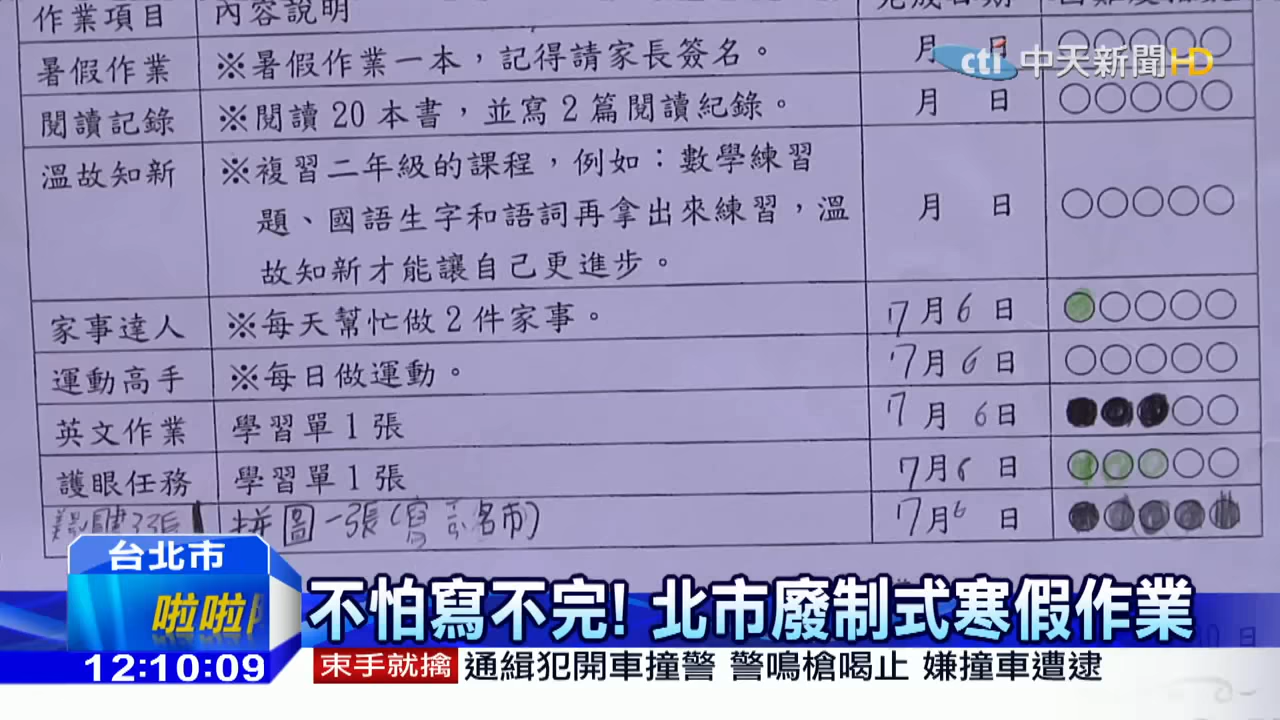 作業項目 內容說明
暑假作業 ※暑假作業一本，記得請家長簽名。 月 日
cti 中天新聞HD
閱讀記錄 ※閱讀20本書，並寫2篇閱讀紀錄。 月 日
溫故知新 ※複習二年級的課程，例如：數學練習
題、國語生字和語詞再拿出來練習，溫 月 日
故知新才能讓自己更進步。
家事達人 ※每天幫忙做2件家事。 7月6日
運動高手 ※每日做運動。 7月6日
英文作業 學習單1張 7月6日
護眼任務 學習單1張 7月6日
拼圖一張 7月6日
台北市
啦啦
不怕寫不完! 北市廢制式寒假作業
12:10:09
束手就擒 通緝犯開車撞警 警鳴槍喝止 嫌撞車遭逮